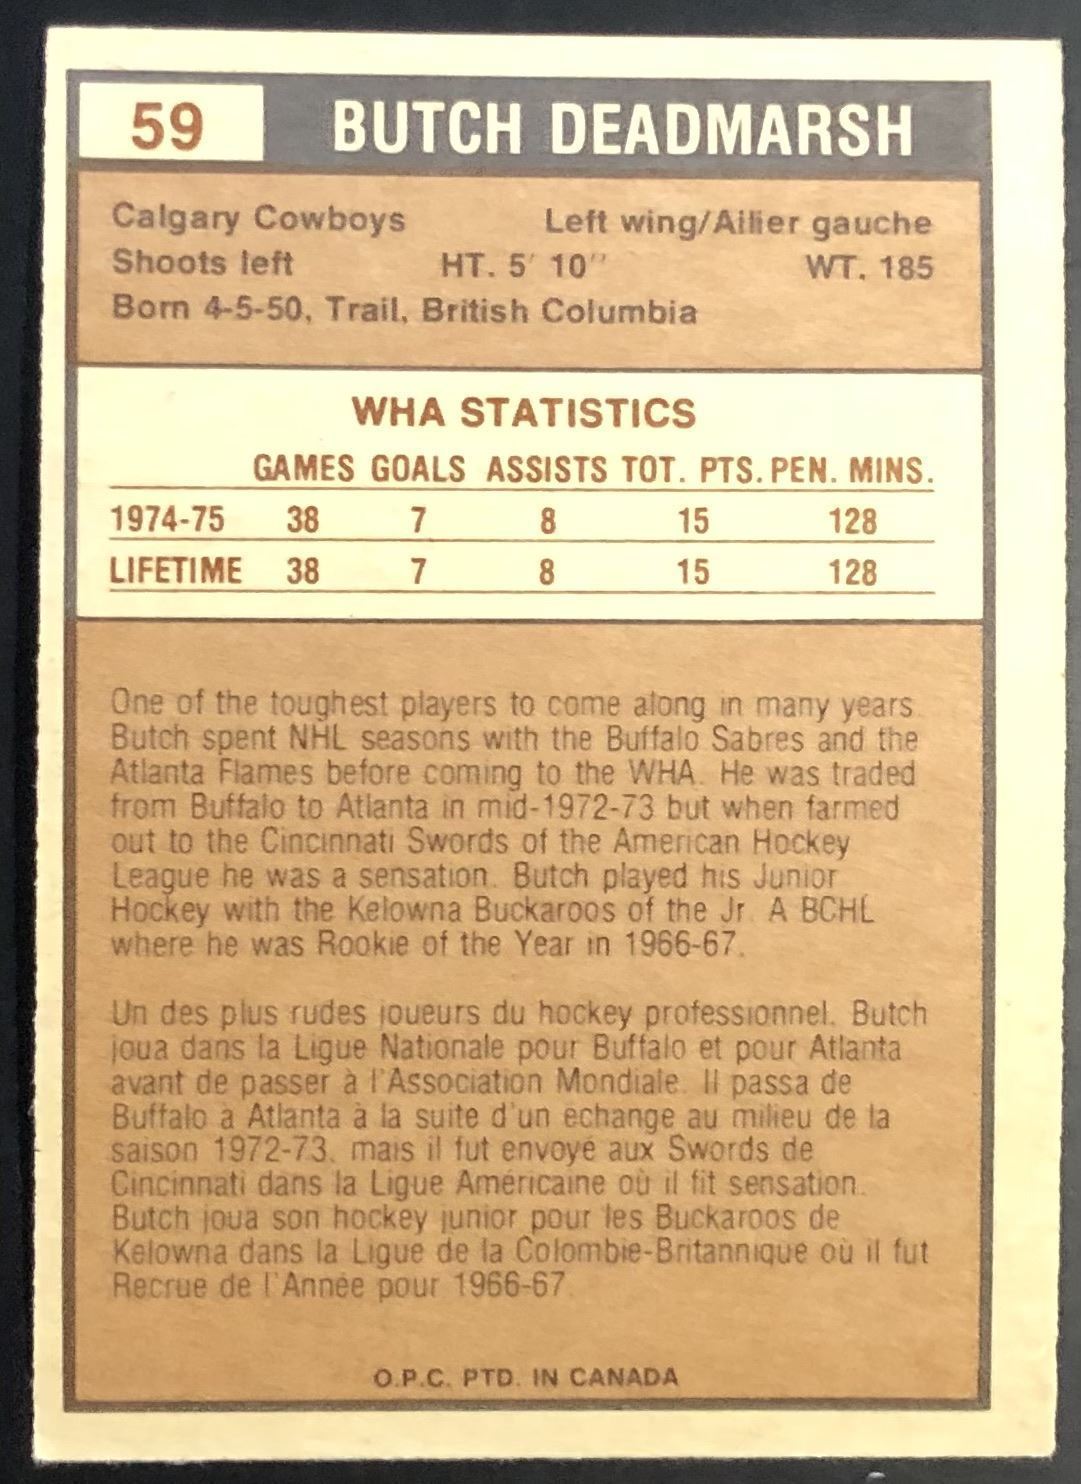 59 BUTCH DEADMARSH
Calgary Cowboys Left wing/Ailier gauche
Shoots left HT. 5' 10'' WT. 185
Born 4-5-50, Trail, British Columbia
WHA STATISTICS
GAMES GOALS ASSISTS TOT. PTS. PEN. MINS.
1974-75 38 7 8 15 128
LIFETIME 38 7 8 15 128
One of the toughest players to come along in many years.
Butch spent NHL seasons with the Buffalo Sabres and the
Atlanta Flames before coming to the WHA. He was traded
from Buffalo to Atlanta in mid-1972-73 but when farmed
out to the Cincinnati Swords of the American Hockey
League he was a sensation. Butch played his Junior
Hockey with the Kelowna Buckaroos of the Jr. A BCHL
where he was Rookie of the Year in 1966-67.
Un des plus rudes joueurs du hockey professionnel. Butch
joua dans la Ligue Nationale pour Buffalo et pour Atlanta
avant de passer à l'Association Mondiale. Il passa de
Buffalo à Atlanta à la suite d'un échange au milieu de la
saison 1972-73, mais il fut envoyé aux Swords de
Cincinnati dans la Ligue Américaine où il fit sensation.
Butch joua son hockey junior pour les Buckaroos de
Kelowna dans la Ligue de la Colombie-Britannique où il fut
Recrue de l'Année pour 1966-67.
O.P.C. PTD. IN CANADA